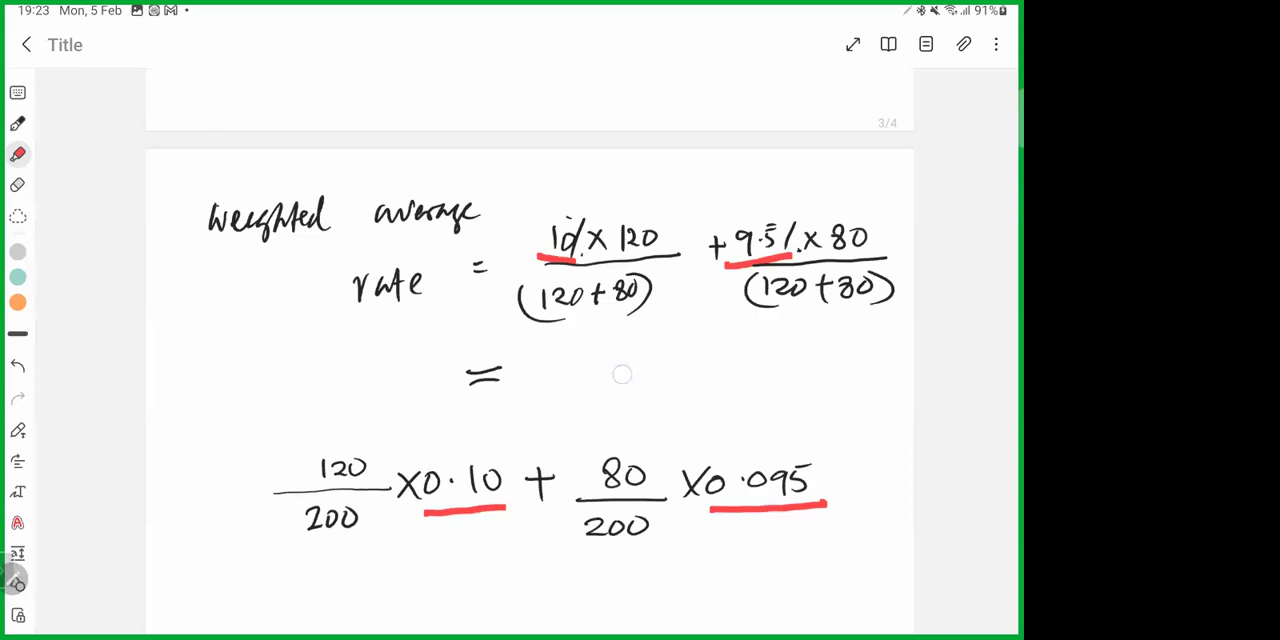 19:23 Mon, 5 Feb 91%
Title
3/4
weighted average
rate = 10% x 120 / (120+80) + 9.5% x 80 / (120+80)
=
120/200 x 0.10 + 80/200 x 0.095